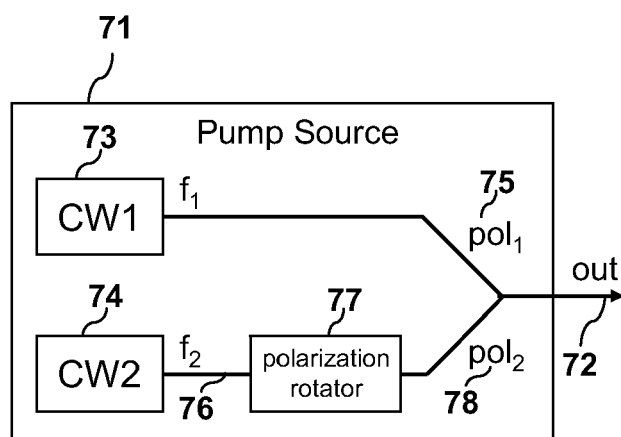 71
Pump Source
73
CW1
f1
75
pol1
out
72
74
CW2
f2
76
77
polarization
rotator
pol2
78